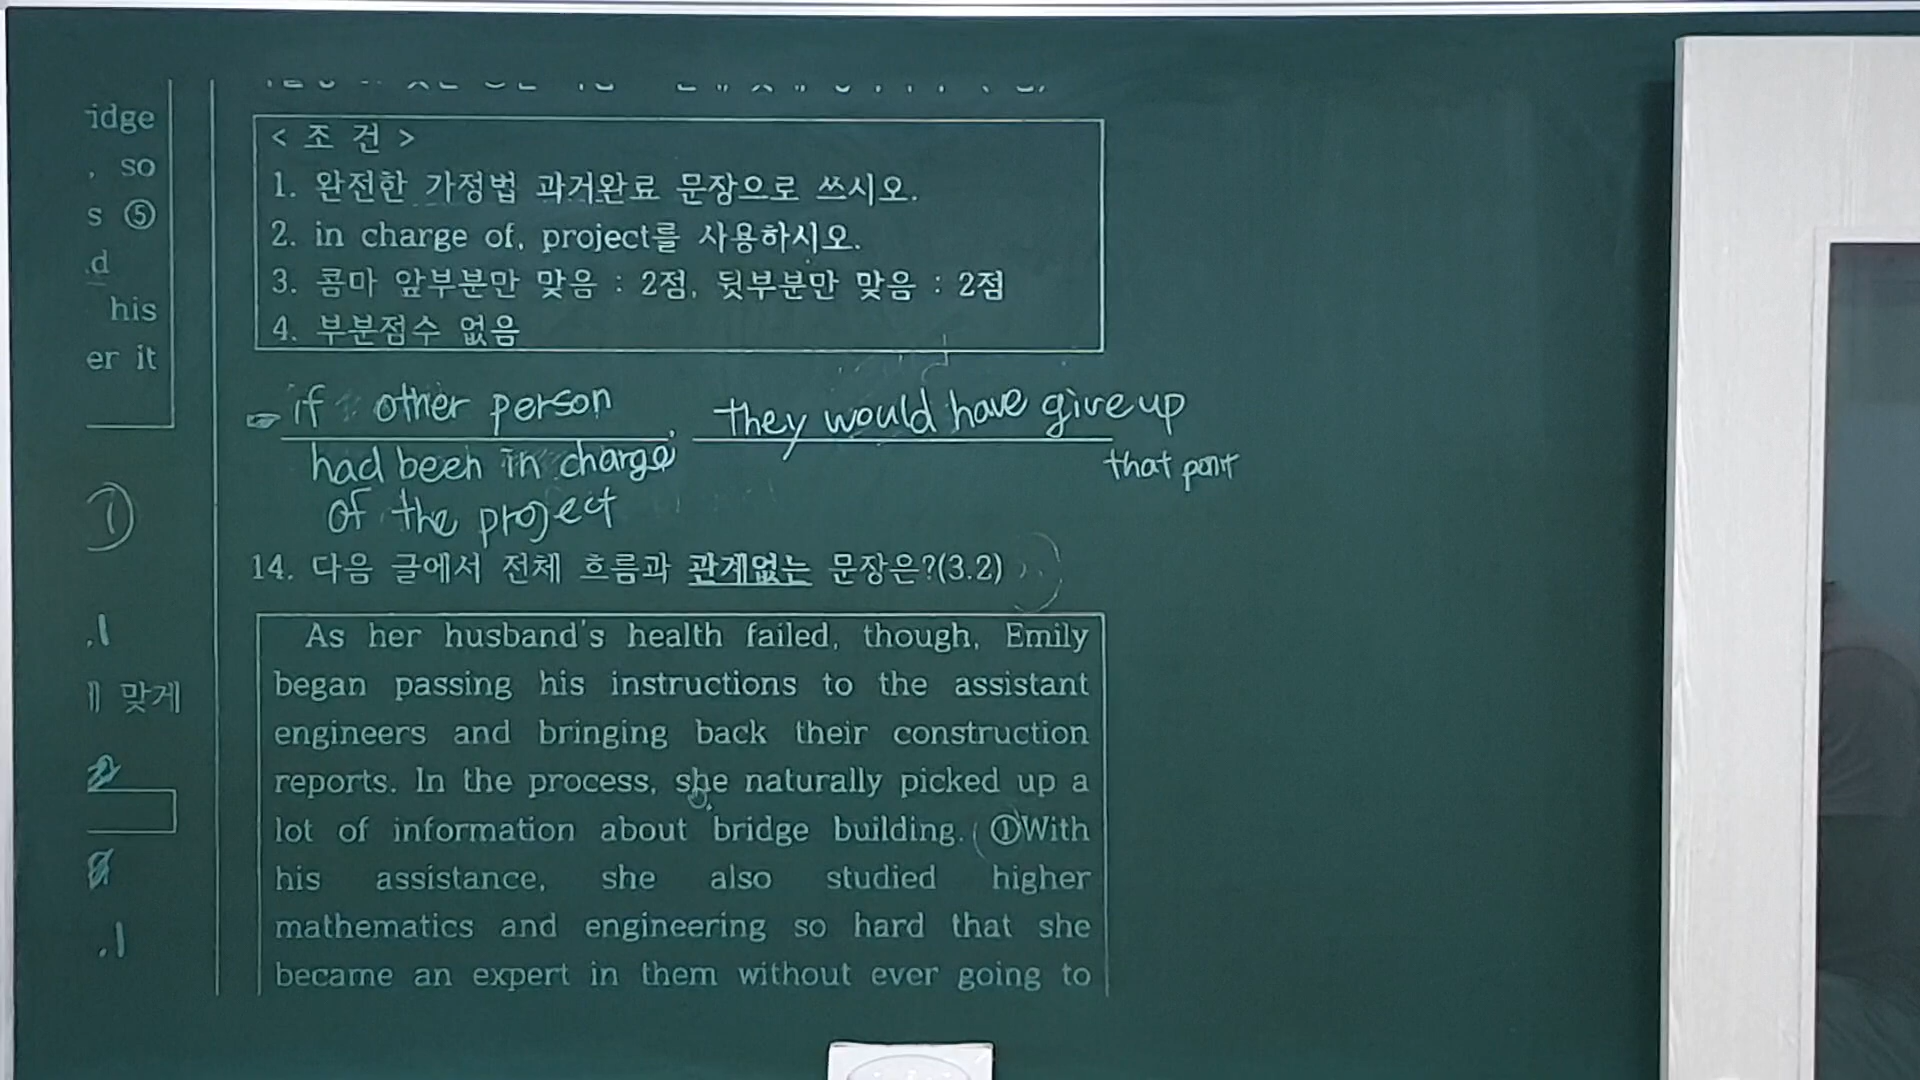 idge
, so
s ⑤
d
his
er it
①
.1
맞게
.1
< 조 건 >
1. 완전한 가정법 과거완료 문장으로 쓰시오.
2. in charge of, project를 사용하시오.
3. 콤마 앞부분만 맞음 : 2점, 뒷부분만 맞음 : 2점
4. 부분점수 없음
☞ if other person , they would have give up
had been in charge that ponit
of the project
14. 다음 글에서 전체 흐름과 관계없는 문장은?(3.2)
As her husband's health failed, though, Emily
began passing his instructions to the assistant
engineers and bringing back their construction
reports. In the process, she naturally picked up a
lot of information about bridge building. ①With
his assistance, she also studied higher
mathematics and engineering so hard that she
became an expert in them without ever going to